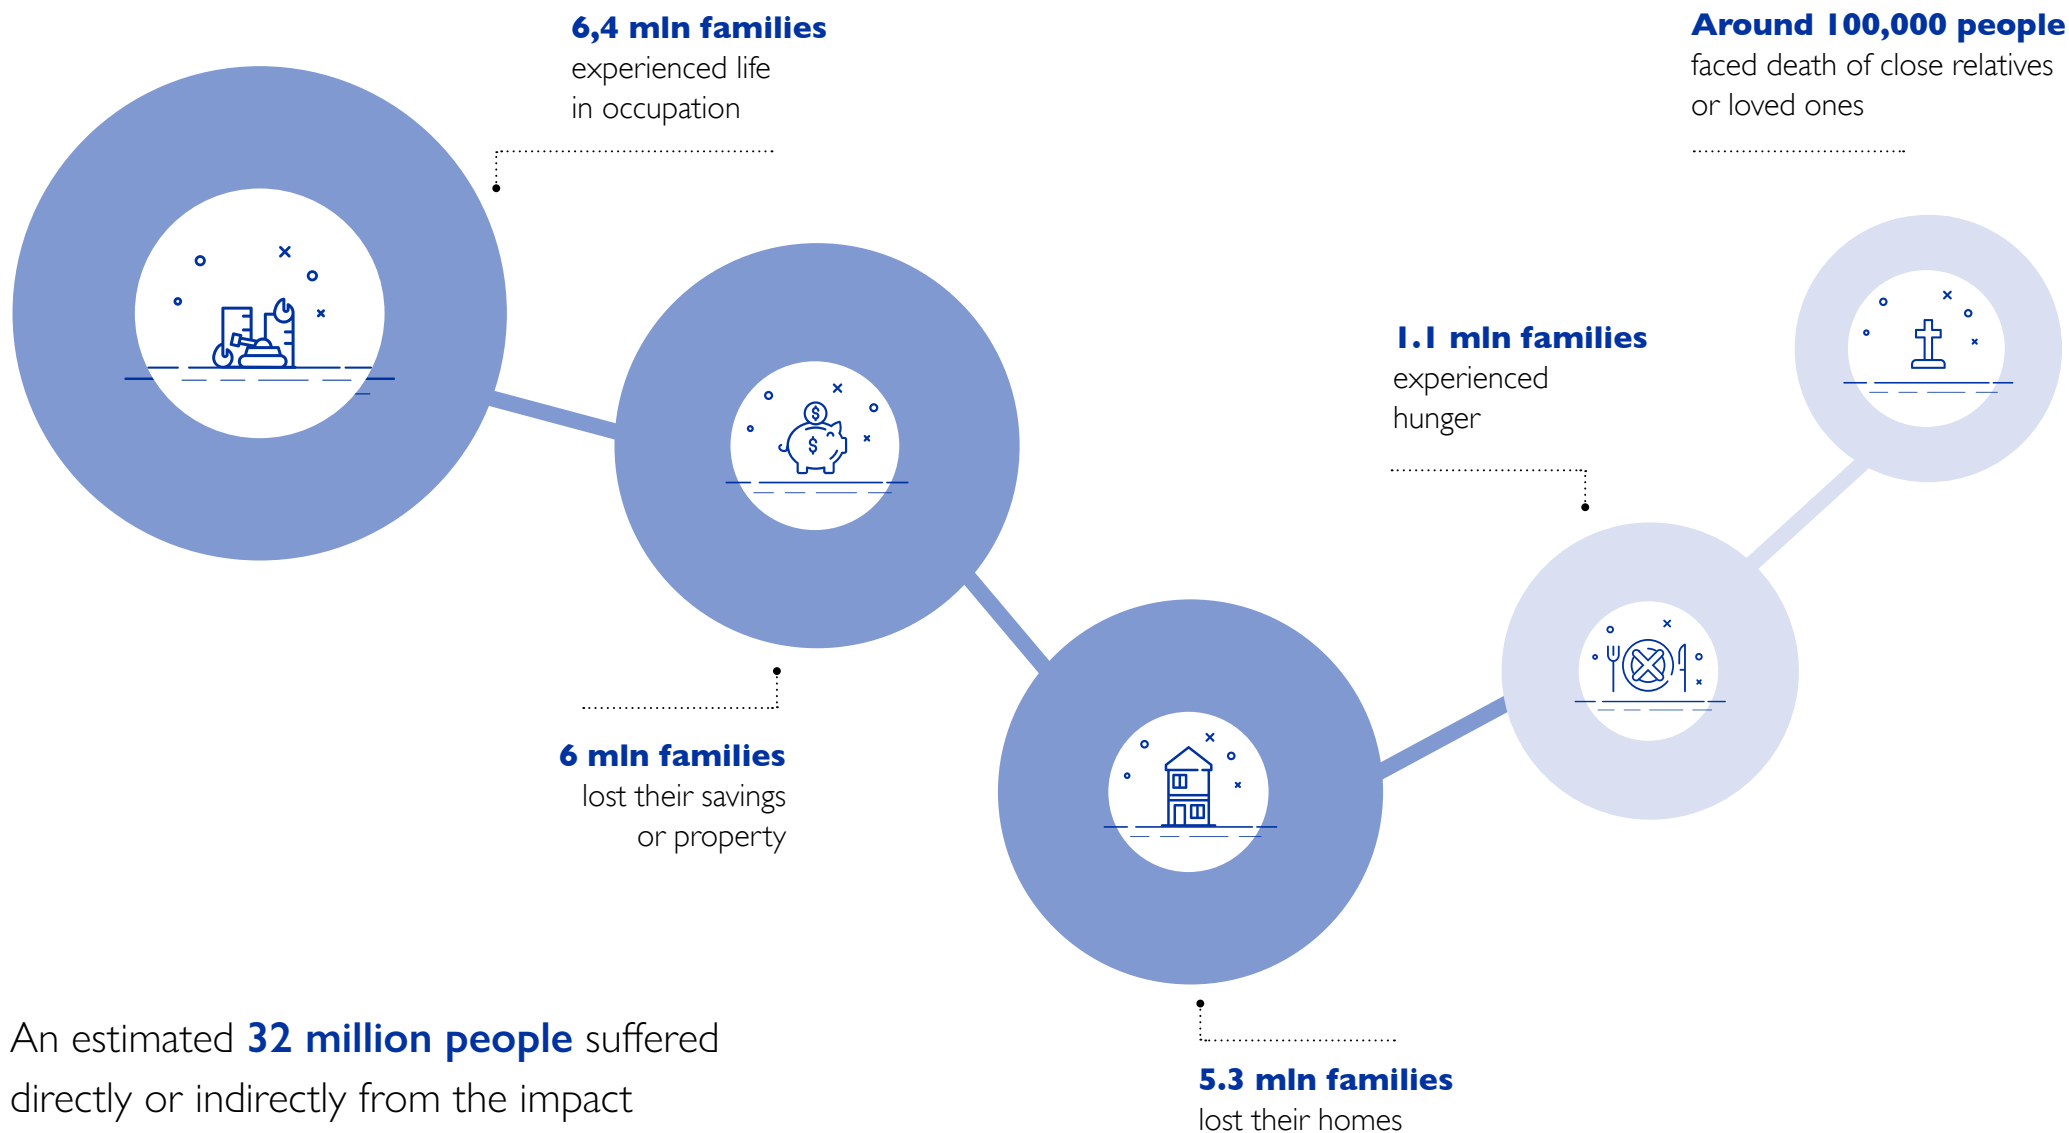 6,4 mln families
experienced life
in occupation
Around 100,000 people
faced death of close relatives
or loved ones
1.1 mln families
experienced
hunger
6 mln families
lost their savings
or property
5.3 mln families
lost their homes
An estimated 32 million people suffered
directly or indirectly from the impact